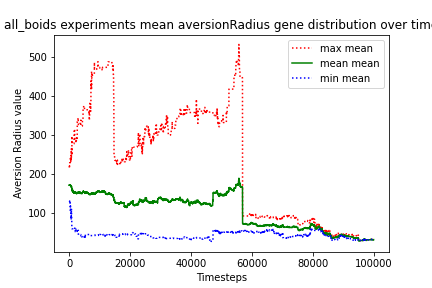 all_boids experiments mean aversionRadius gene distribution over time
max mean
mean mean
min mean
Aversion Radius value
500
400
300
200
100
0
20000
40000
60000
80000
100000
Timesteps